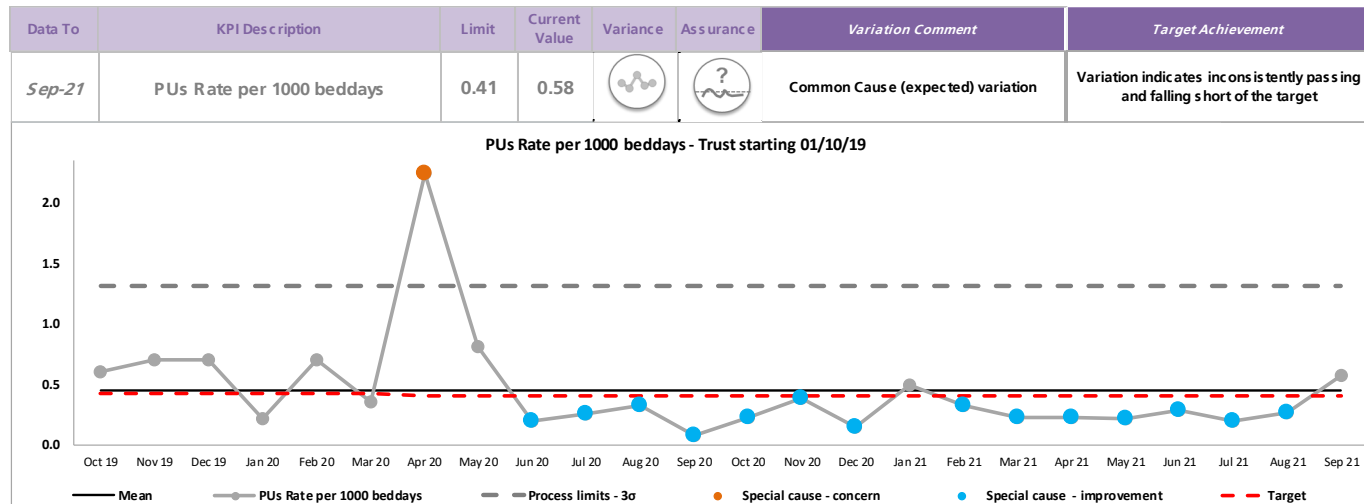 Data To KPI Description Limit Current Value Variance Assurance Variation Comment Target Achievement
Sep-21 PUs Rate per 1000 beddays 0.41 0.58 ? Common Cause (expected) variation Variation indicates inconsistently passing and falling short of the target
PUs Rate per 1000 beddays - Trust starting 01/10/19
2.0
1.5
1.0
0.5
0.0
Oct 19 Nov 19 Dec 19 Jan 20 Feb 20 Mar 20 Apr 20 May 20 Jun 20 Jul 20 Aug 20 Sep 20 Oct 20 Nov 20 Dec 20 Jan 21 Feb 21 Mar 21 Apr 21 May 21 Jun 21 Jul 21 Aug 21 Sep 21
Mean PUs Rate per 1000 beddays Process limits - 3σ Special cause - concern Special cause - improvement Target